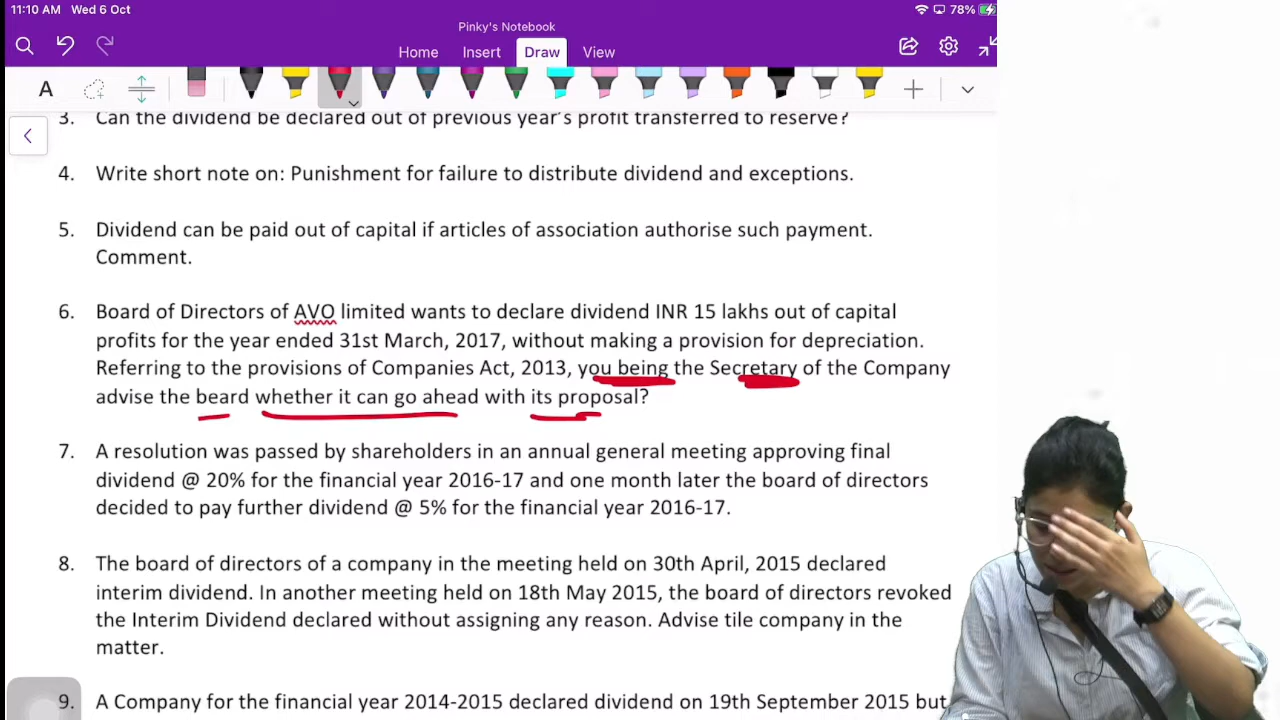 11:10 AM Wed 6 Oct
78%
Pinky's Notebook
Home Insert Draw View
A
3. Can the dividend be declared out of previous year's profit transferred to reserve?
4. Write short note on: Punishment for failure to distribute dividend and exceptions.
5. Dividend can be paid out of capital if articles of association authorise such payment.
Comment.
6. Board of Directors of AVO limited wants to declare dividend INR 15 lakhs out of capital
profits for the year ended 31st March, 2017, without making a provision for depreciation.
Referring to the provisions of Companies Act, 2013, you being the Secretary of the Company
advise the beard whether it can go ahead with its proposal?
7. A resolution was passed by shareholders in an annual general meeting approving final
dividend @ 20% for the financial year 2016-17 and one month later the board of directors
decided to pay further dividend @ 5% for the financial year 2016-17.
8. The board of directors of a company in the meeting held on 30th April, 2015 declared
interim dividend. In another meeting held on 18th May 2015, the board of directors revoked
the Interim Dividend declared without assigning any reason. Advise tile company in the
matter.
9. A Company for the financial year 2014-2015 declared dividend on 19th September 2015 but